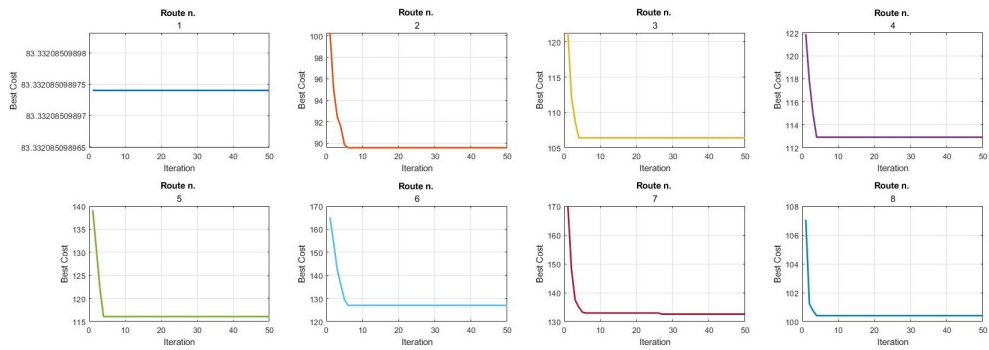 Route n.
1
83.33208509898
83.332085098975
83.33208509897
83.332085098965
Best Cost
0 10 20 30 40 50
Iteration
Route n.
2
100
98
96
94
92
90
Best Cost
0 10 20 30 40 50
Iteration
Route n.
3
120
115
110
105
Best Cost
0 10 20 30 40 50
Iteration
Route n.
4
122
120
118
116
114
112
Best Cost
0 10 20 30 40 50
Iteration
Route n.
5
140
135
130
125
120
115
Best Cost
0 10 20 30 40 50
Iteration
Route n.
6
170
160
150
140
130
120
Best Cost
0 10 20 30 40 50
Iteration
Route n.
7
170
160
150
140
130
Best Cost
0 10 20 30 40 50
Iteration
Route n.
8
108
106
104
102
100
Best Cost
0 10 20 30 40 50
Iteration